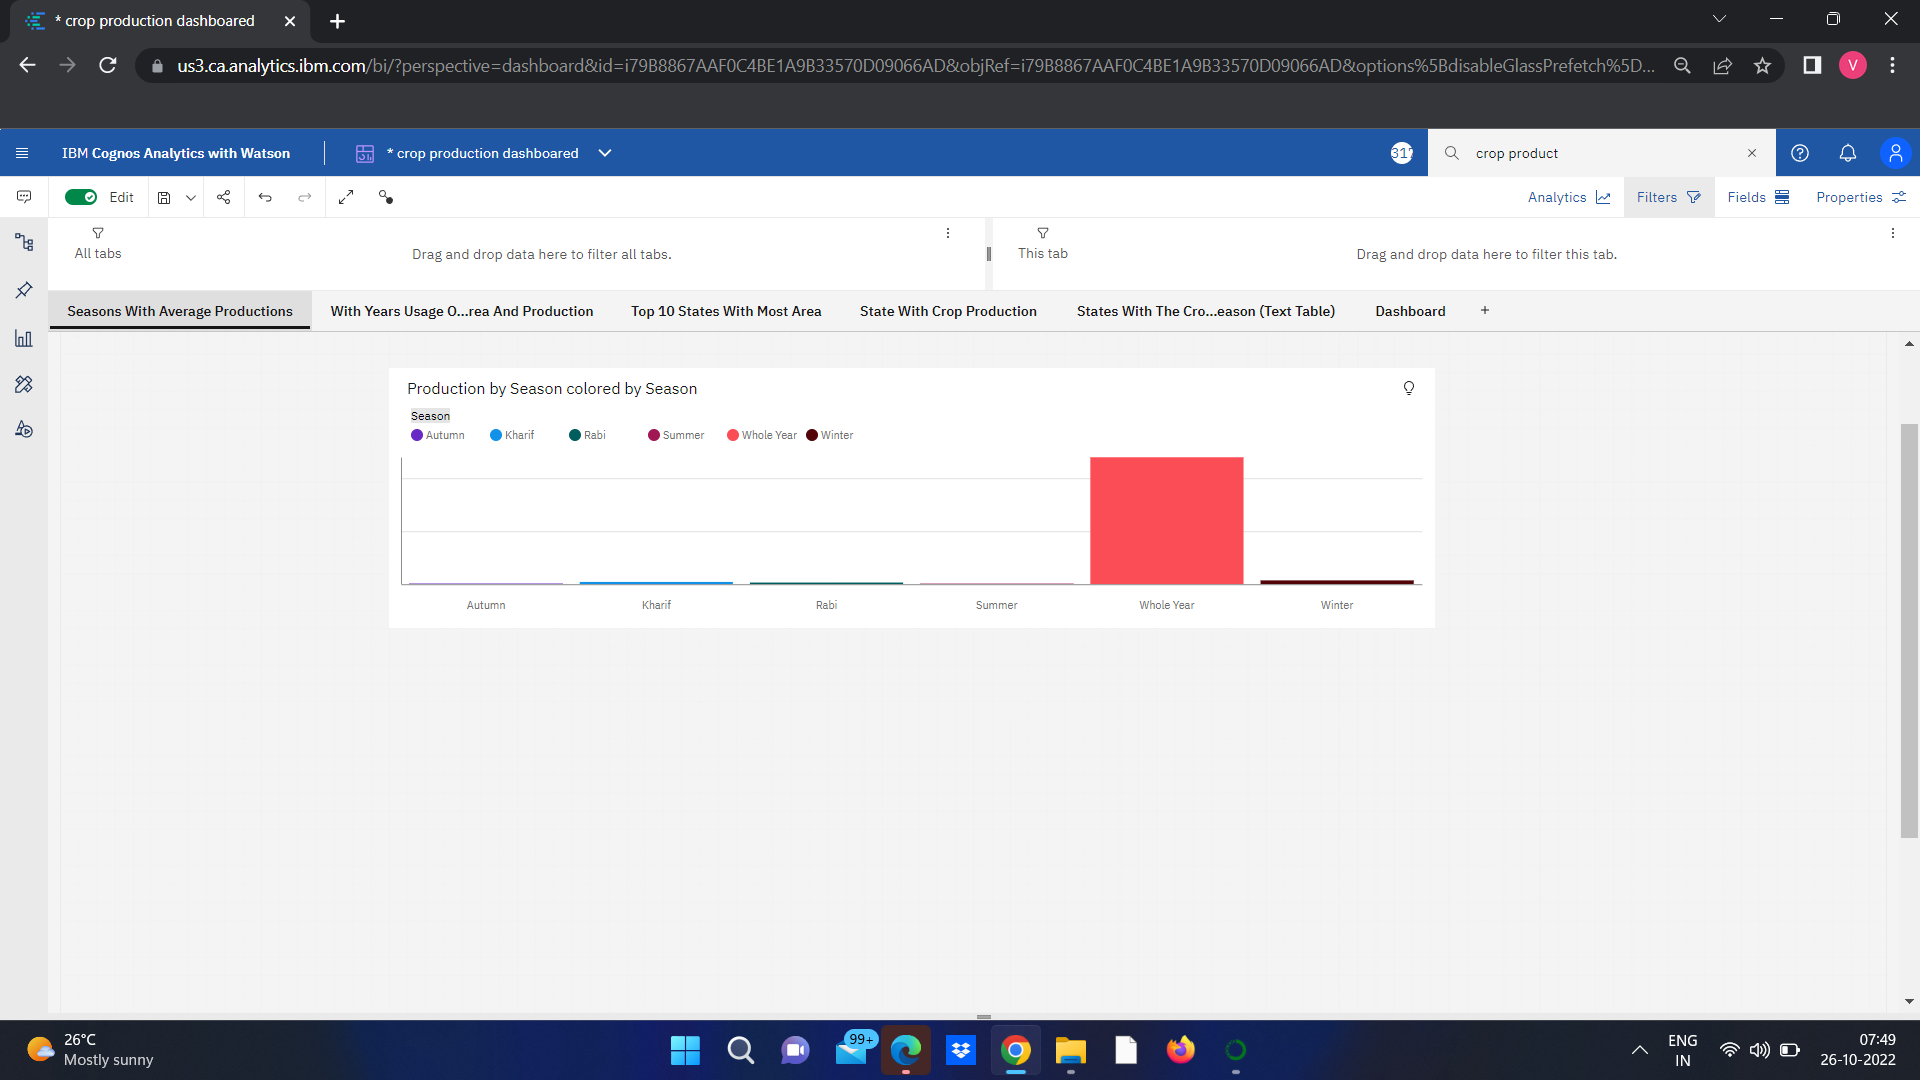 * crop production dashboared
us3.ca.analytics.ibm.com/bi/?perspective=dashboard&id=i79B8867AAF0C4BE1A9B33570D09066AD&objRef=i79B8867AAF0C4BE1A9B33570D09066AD&options%5BdisableGlassPrefetch%5D...
V
IBM Cognos Analytics with Watson
* crop production dashboared
317
crop product
Edit
Analytics
Filters
Fields
Properties
All tabs
Drag and drop data here to filter all tabs.
This tab
Drag and drop data here to filter this tab.
Seasons With Average Productions
With Years Usage O...rea And Production
Top 10 States With Most Area
State With Crop Production
States With The Cro...eason (Text Table)
Dashboard
+
Production by Season colored by Season
Season
Autumn Kharif Rabi Summer Whole Year Winter
Autumn Kharif Rabi Summer Whole Year Winter
26°C
Mostly sunny
99+
ENG
IN
07:49
26-10-2022